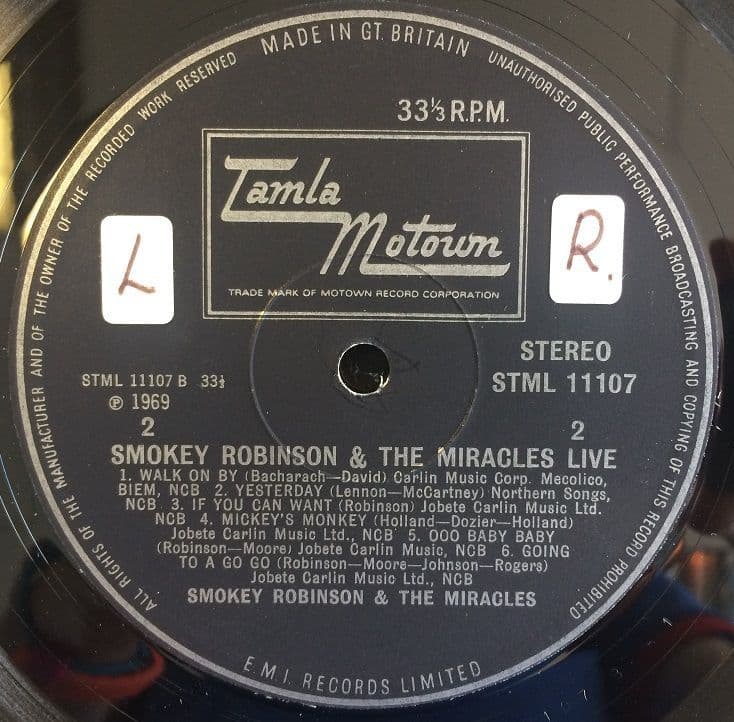 MADE IN GT. BRITAIN
UNAUTHORISED PUBLIC PERFORMANCE BROADCASTING AND COPYING OF THIS RECORD PROHIBITED
ALL RIGHTS OF THE MANUFACTURER AND OF THE OWNER OF THE RECORDED WORK RESERVED
33⅓ R.P.M.
Tamla
Motown
TRADE MARK OF MOTOWN RECORD CORPORATION
L
R.
STEREO
STML 11107
STML 11107 B 33⅓
℗ 1969
2
2
SMOKEY ROBINSON & THE MIRACLES LIVE
1. WALK ON BY (Bacharach—David) Carlin Music Corp. Mecolico,
BIEM, NCB 2. YESTERDAY (Lennon—McCartney) Northern Songs,
NCB 3. IF YOU CAN WANT (Robinson) Jobete Carlin Music Ltd.
NCB 4. MICKEY'S MONKEY (Holland—Dozier—Holland)
Jobete Carlin Music Ltd., NCB 5. OOO BABY BABY
(Robinson—Moore) Jobete Carlin Music, NCB 6. GOING
TO A GO GO (Robinson—Moore—Johnson—Rogers)
Jobete Carlin Music Ltd., NCB
SMOKEY ROBINSON & THE MIRACLES
E.M.I. RECORDS LIMITED